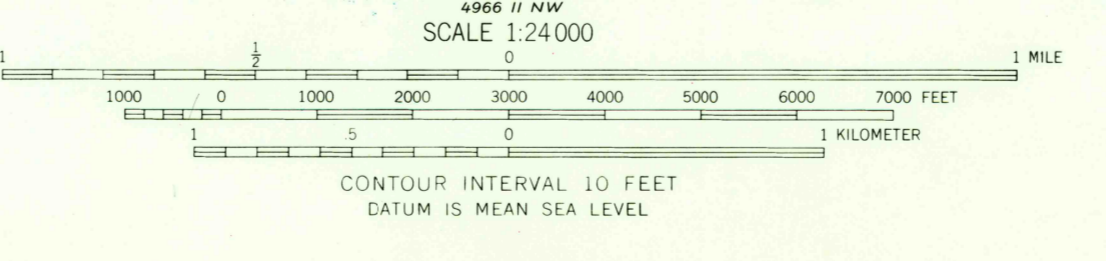 4966 II NW
SCALE 1:24 000
1 1/2 0 1 MILE
1000 0 1000 2000 3000 4000 5000 6000 7000 FEET
1 .5 0 1 KILOMETER
CONTOUR INTERVAL 10 FEET
DATUM IS MEAN SEA LEVEL